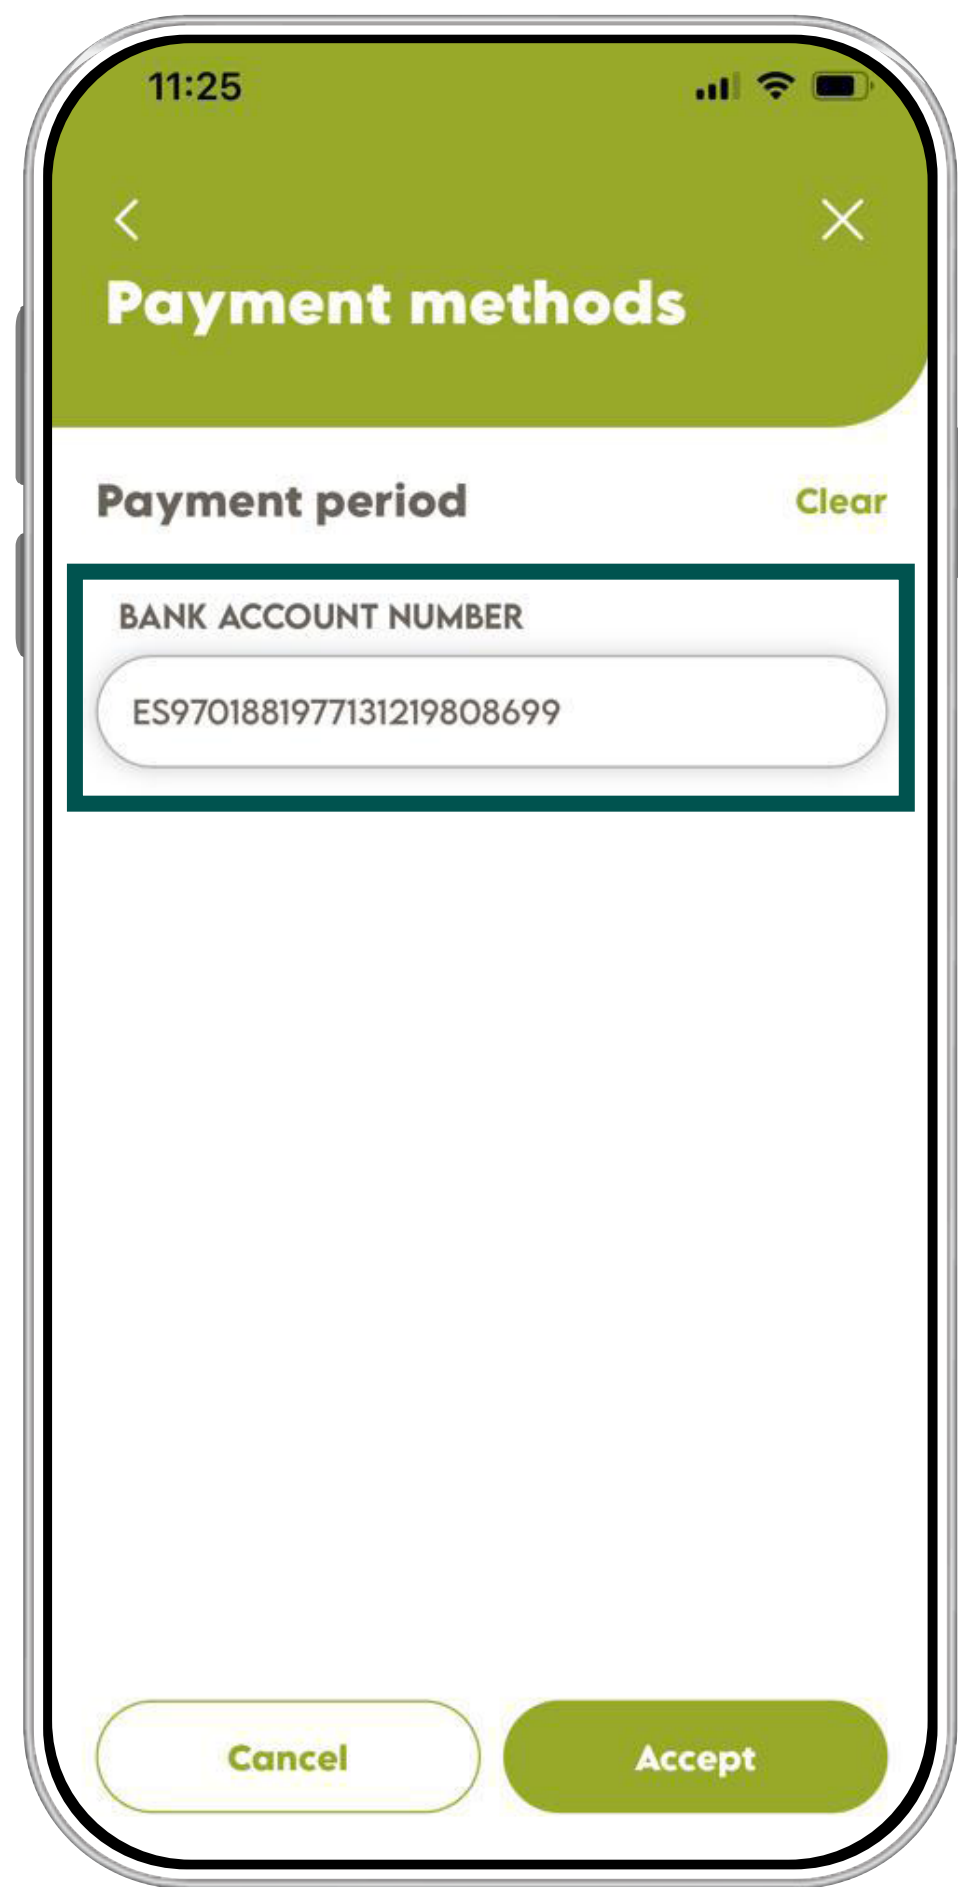 11:25
Payment methods
Payment period
Clear
BANK ACCOUNT NUMBER
ES9701881977131219808699
Cancel
Accept